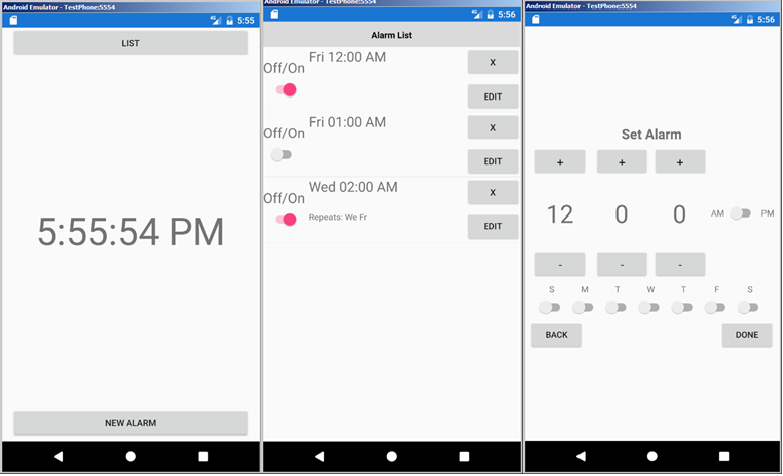 Android Emulator - TestPhone:5554
4G 5:55
LIST
5:55:54 PM
NEW ALARM
Android Emulator - TestPhone:5554
4G 5:56
Alarm List
Fri 12:00 AM
Off/On
X
EDIT
Fri 01:00 AM
Off/On
X
EDIT
Wed 02:00 AM
Off/On
Repeats: We Fr
X
EDIT
Android Emulator - TestPhone:5554
4G 5:56
Set Alarm
+ + +
12 0 0 AM PM
- - -
S M T W T F S
BACK DONE